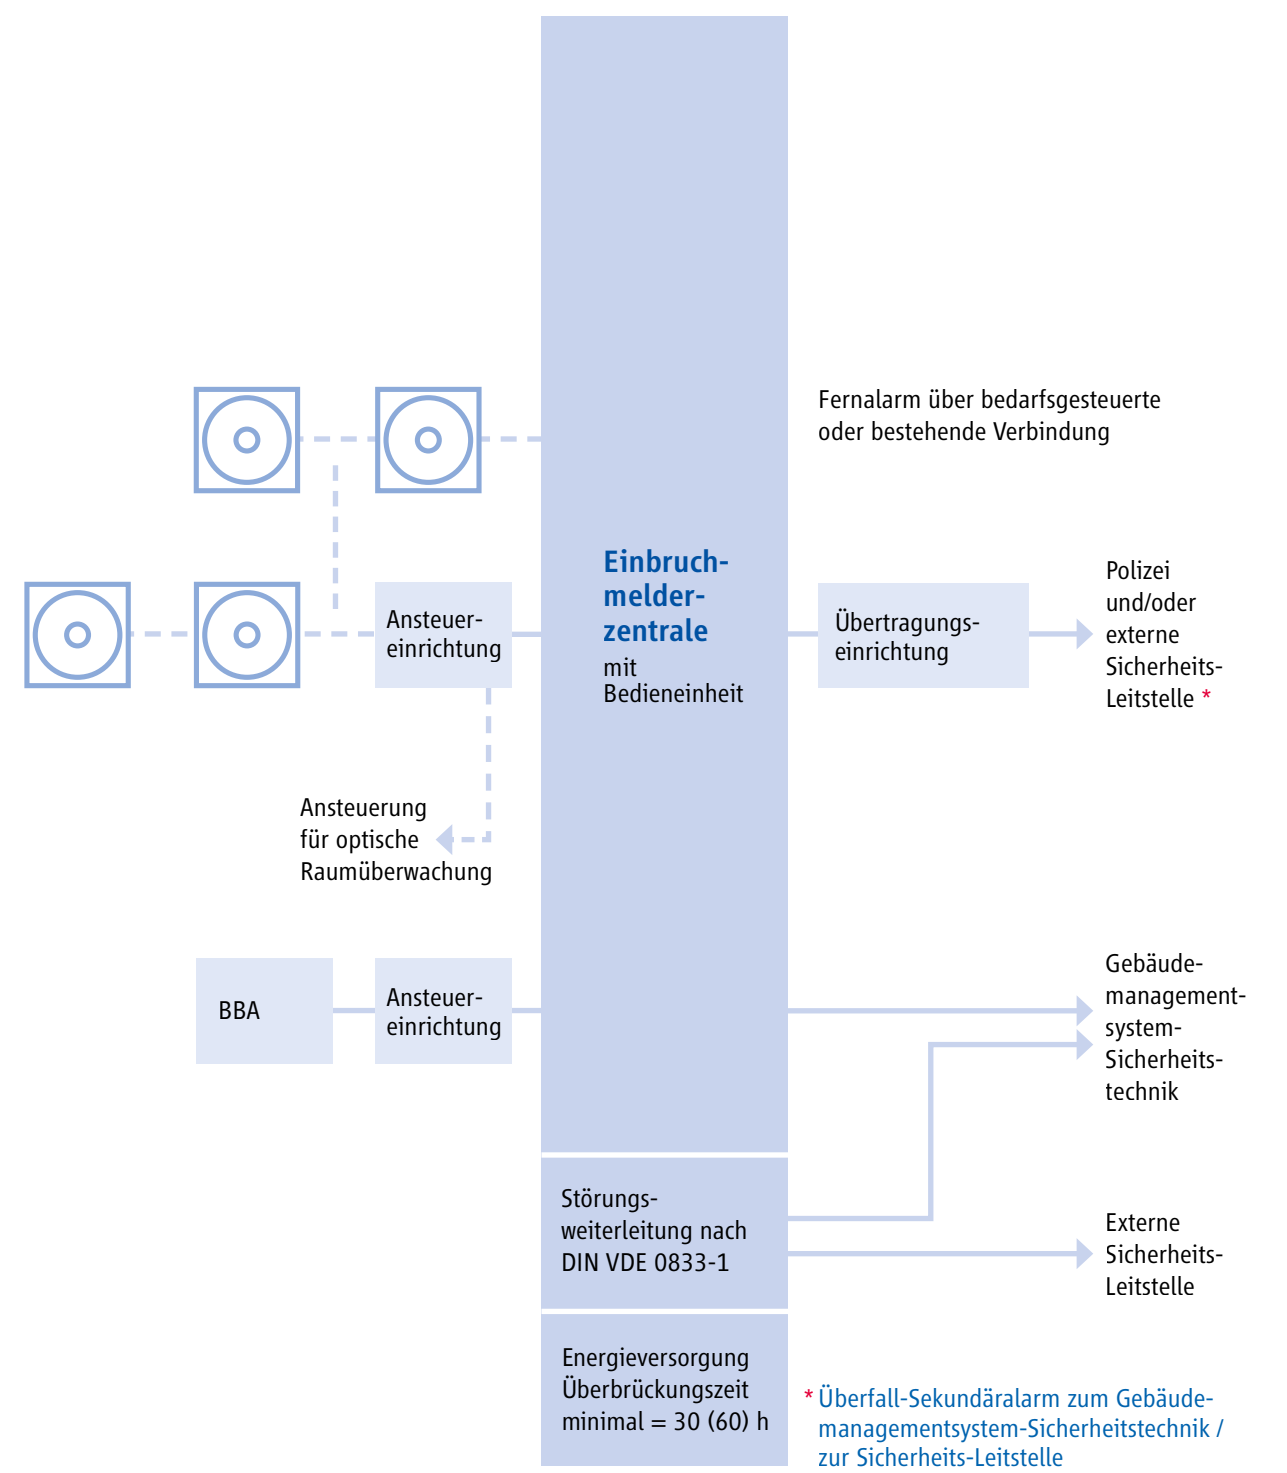 Fernalarm über bedarfsgesteuerte
oder bestehende Verbindung
Einbruch-
melder-
zentrale
mit
Bedieneinheit
Ansteuer-
einrichtung
Übertragungs-
einrichtung
Polizei
und/oder
externe
Sicherheits-
Leitstelle *
Ansteuerung
für optische
Raumüberwachung
BBA
Ansteuer-
einrichtung
Gebäude-
management-
system-
Sicherheits-
technik
Störungs-
weiterleitung nach
DIN VDE 0833-1
Externe
Sicherheits-
Leitstelle
Energieversorgung
Überbrückungszeit
minimal = 30 (60) h
* Überfall-Sekundäralarm zum Gebäude-
managementsystem-Sicherheitstechnik /
zur Sicherheits-Leitstelle